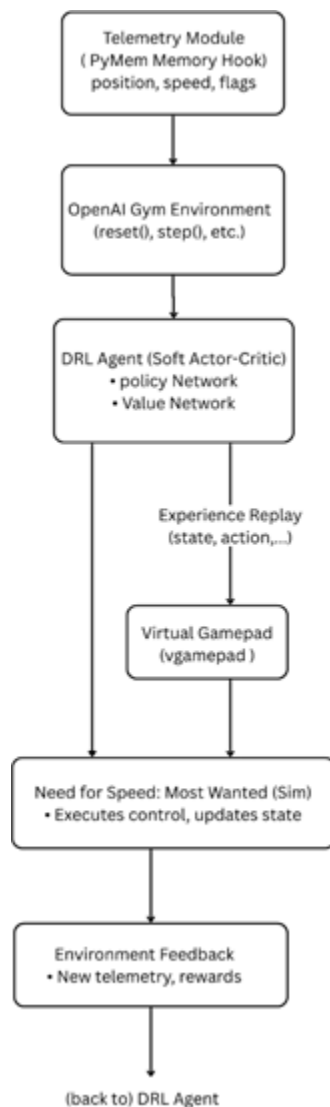 Telemetry Module
( PyMem Memory Hook)
position, speed, flags
OpenAI Gym Environment
(reset(), step(), etc.)
DRL Agent (Soft Actor-Critic)
• policy Network
• Value Network
Experience Replay
(state, action,...)
Virtual Gamepad
(vgamepad )
Need for Speed: Most Wanted (Sim)
• Executes control, updates state
Environment Feedback
• New telemetry, rewards
(back to) DRL Agent